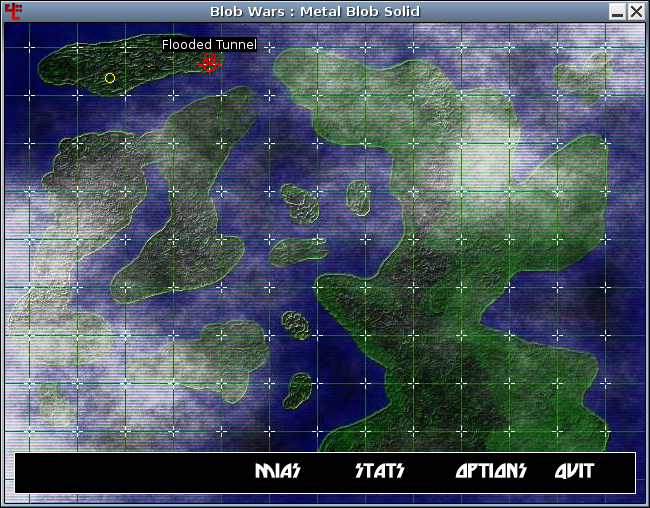 Blob Wars : Metal Blob Solid
Flooded Tunnel
MIAS STATS OPTIONS QUIT